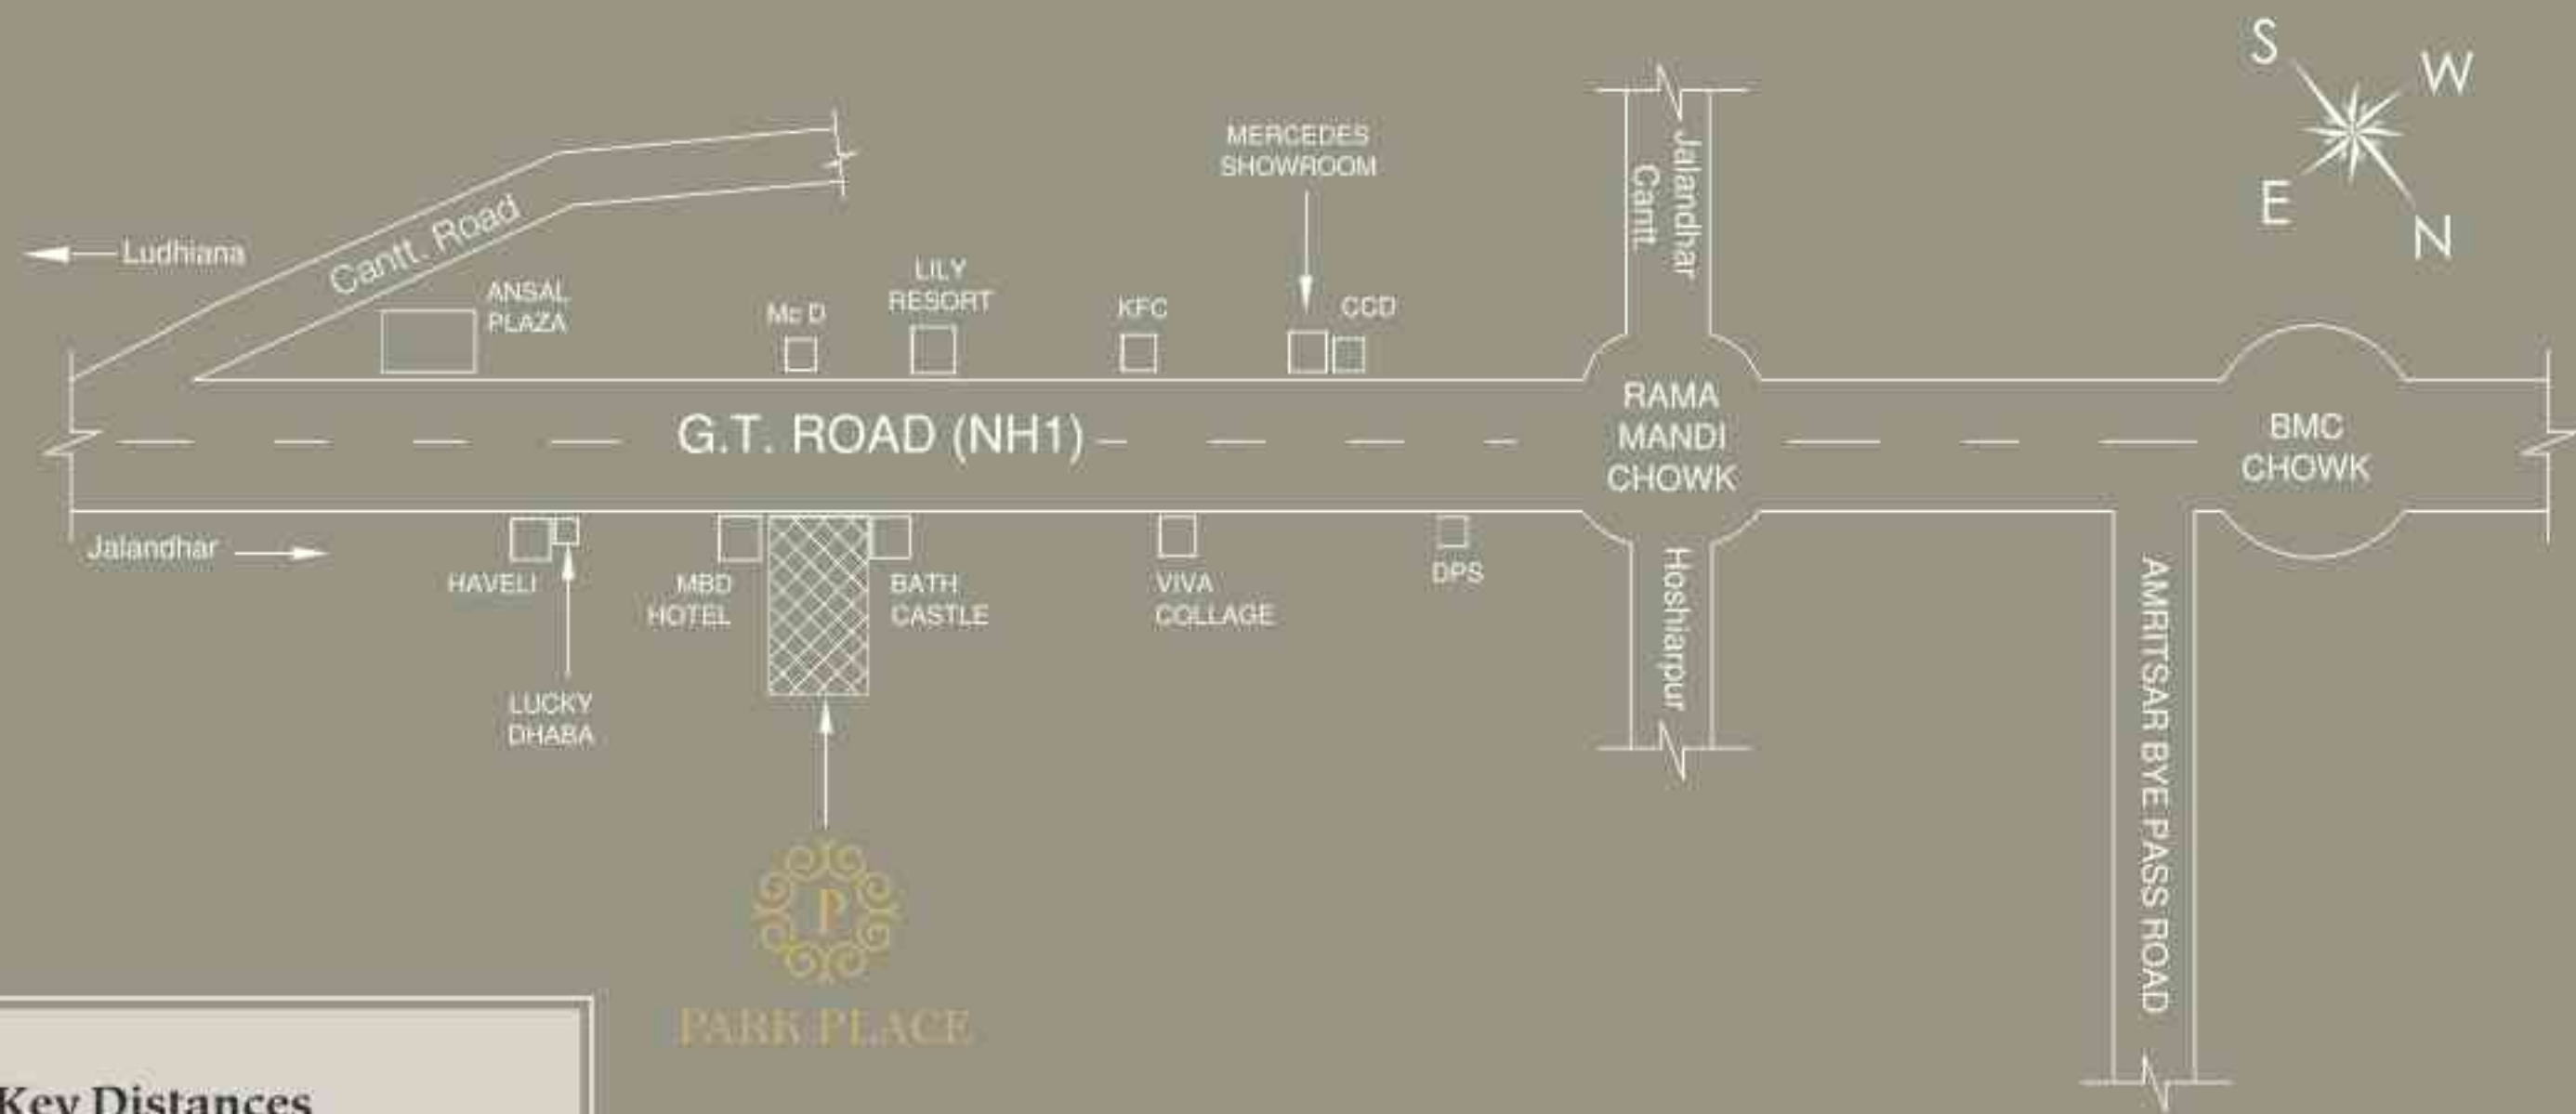 S
W
E
N
MERCEDES
SHOWROOM
Jalandhar
Cantt.
Cantt. Road
Ludhiana
ANSAL
PLAZA
Mc D
LILY
RESORT
KFC
CCD
G.T. ROAD (NH1)
RAMA
MANDI
CHOWK
BMC
CHOWK
Jalandhar
HAVELI
MBD
HOTEL
BATH
CASTLE
VIVA
COLLAGE
DPS
Hoshiarpur
AMRITSAR BYE PASS ROAD
LUCKY
DHABA
P
PARK PLACE
Key Distances